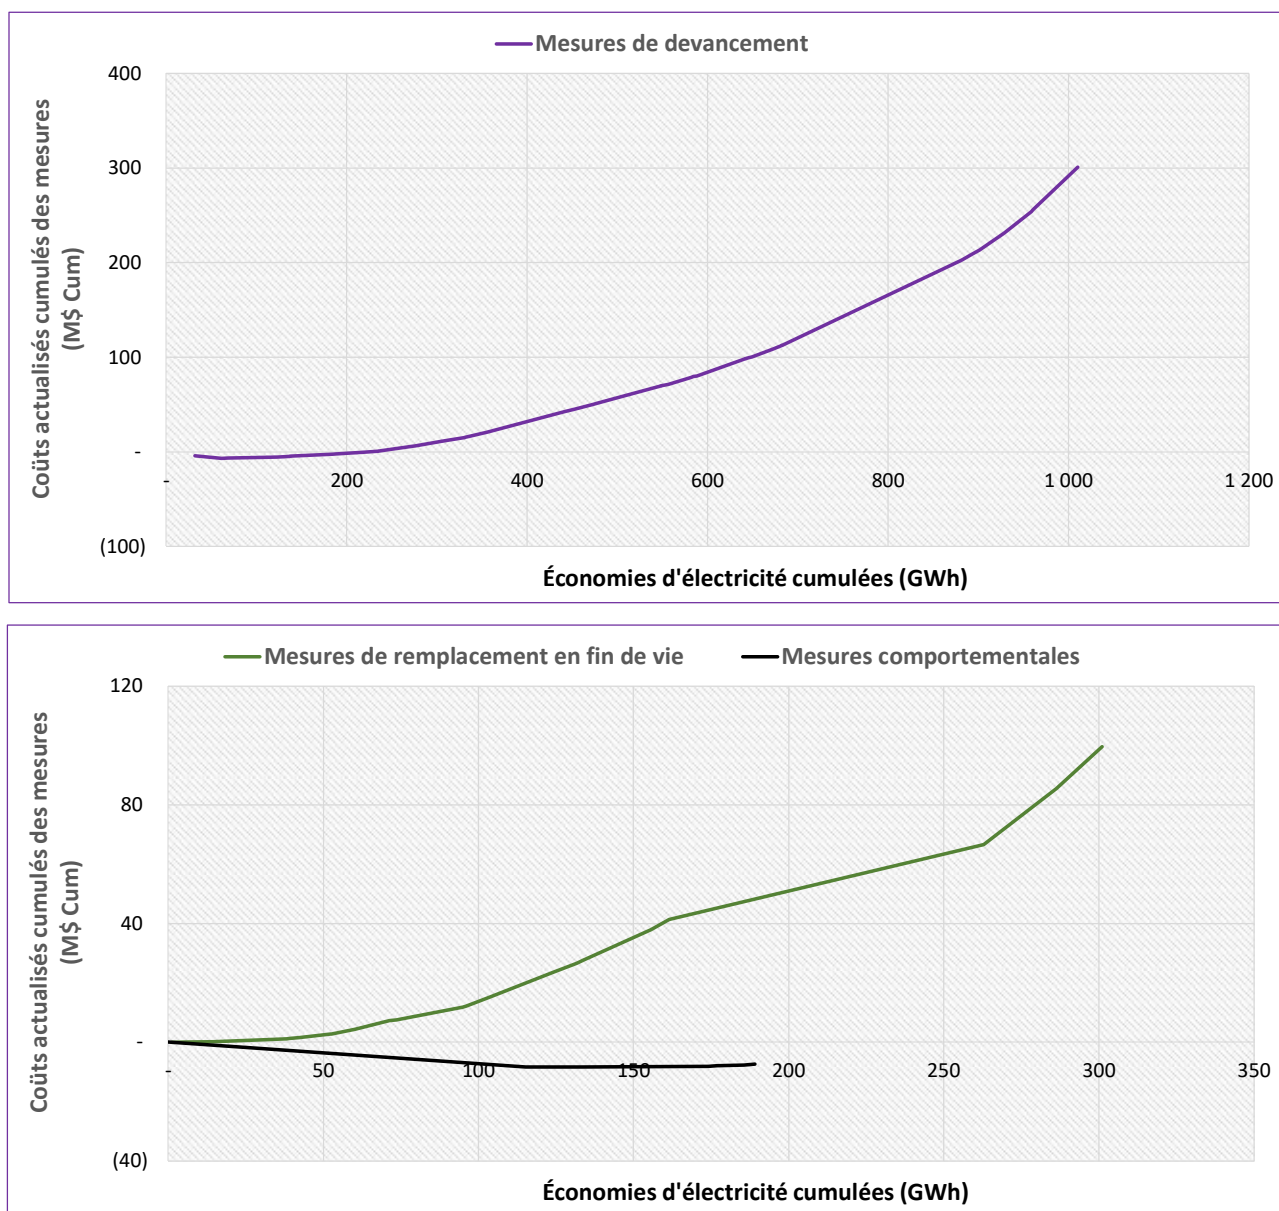 Mesures de devancement
Coüts actualisés cumulés des mesures
(M$ Cum)
400
300
200
100
-
(100)
- 200 400 600 800 1 000 1 200
Économies d'électricité cumulées (GWh)
Mesures de remplacement en fin de vie Mesures comportementales
Coüts actualisés cumulés des mesures
(M$ Cum)
120
80
40
-
(40)
- 50 100 150 200 250 300 350
Économies d'électricité cumulées (GWh)